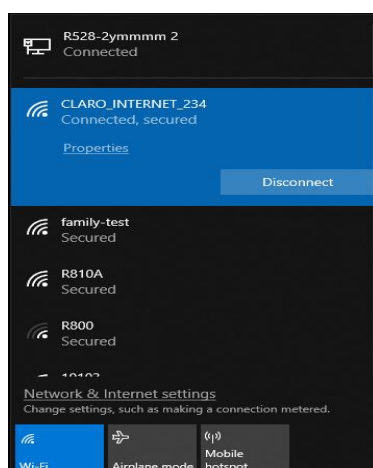 R528-2ymmmm 2
Connected
CLARO_INTERNET_234
Connected, secured
Properties
Disconnect
family-test
Secured
R810A
Secured
R800
Secured
Network & Internet settings
Change settings, such as making a connection metered.
Wi-Fi
Airplane mode
Mobile
hotspot